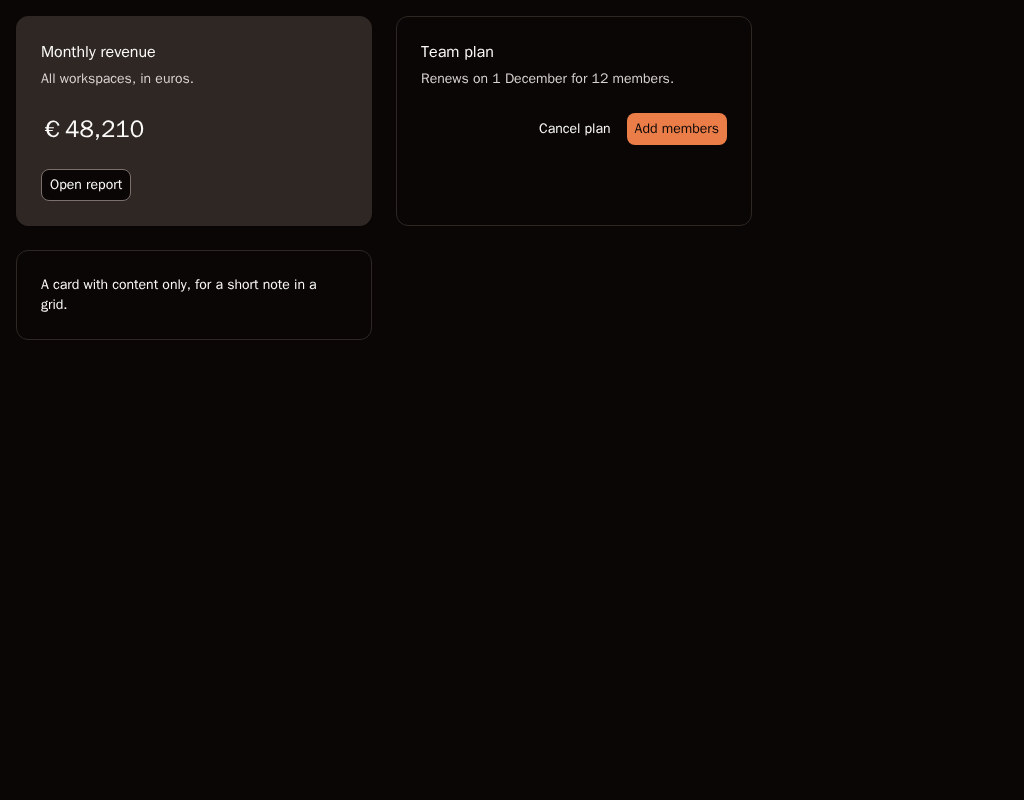 Monthly revenue
All workspaces, in euros.
€ 48,210
Open report
Team plan
Renews on 1 December for 12 members.
Cancel plan
Add members
A card with content only, for a short note in a
grid.